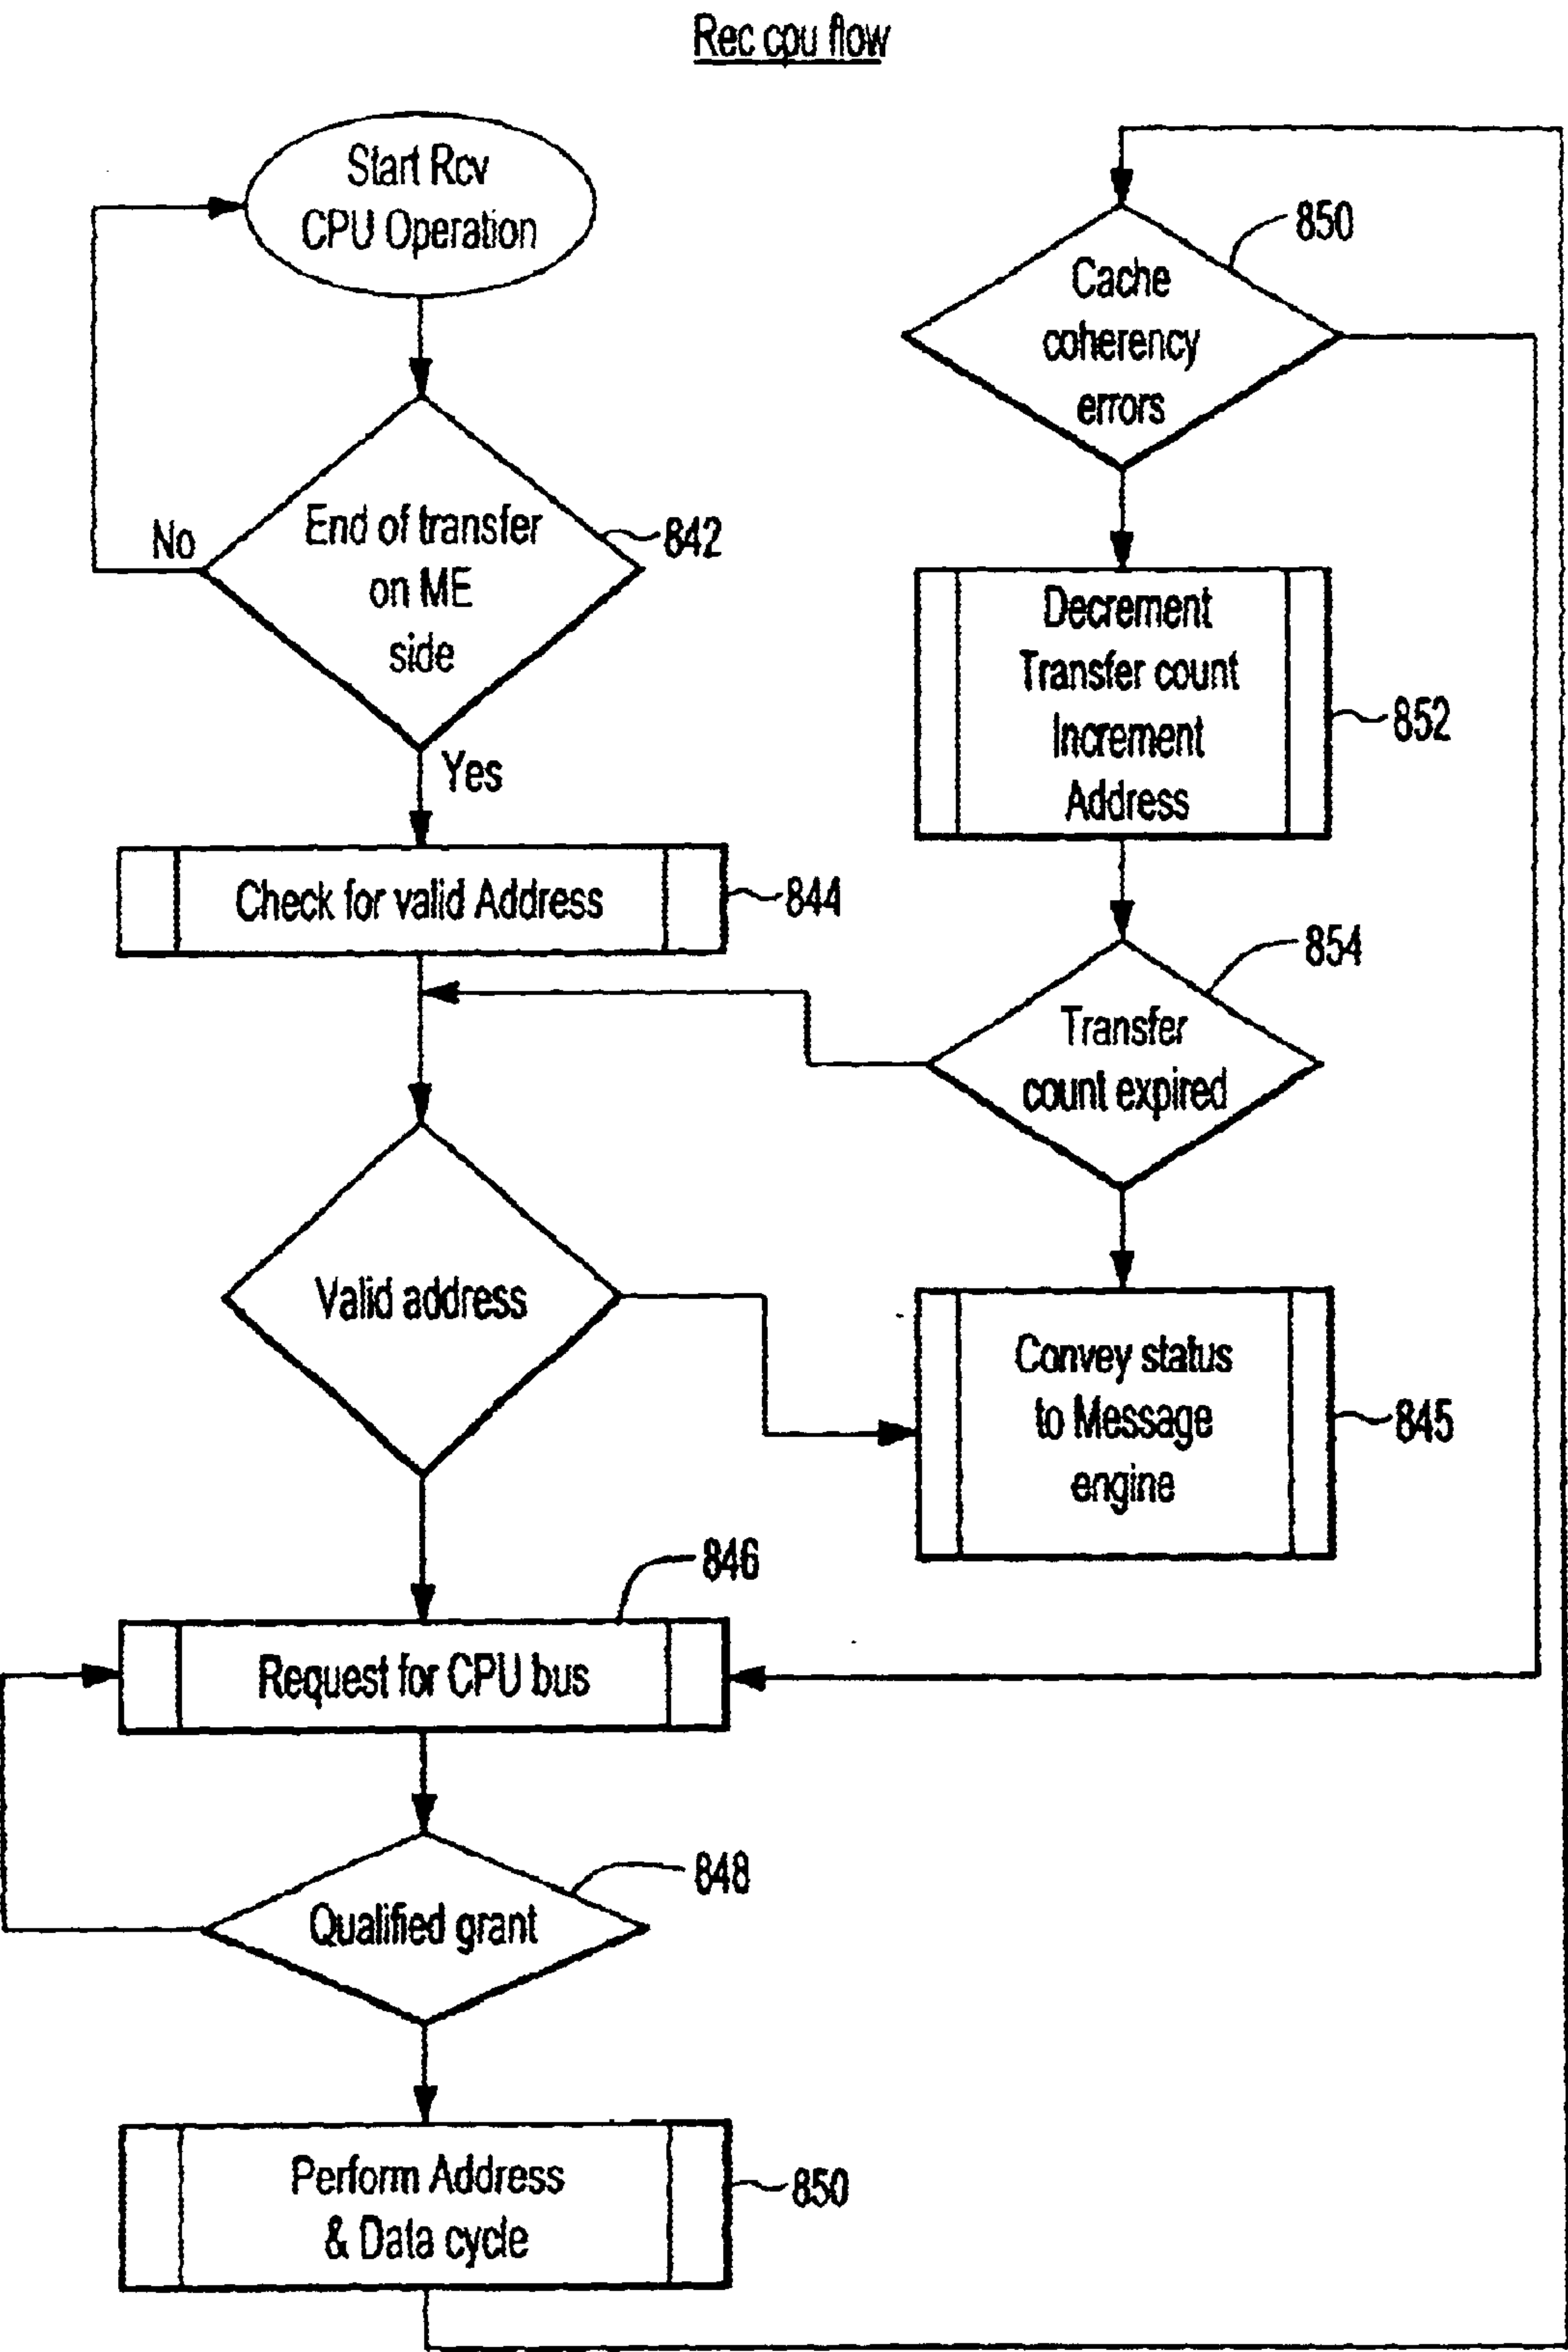 Rec cpu flow
Start Rcv
CPU Operation
End of transfer
on ME
side
842
No
Yes
Check for valid Address
844
Valid address
Request for CPU bus
846
Qualified grant
848
Perform Address
& Data cycle
850
Cache
coherency
errors
850
Decrement
Transfer count
Increment
Address
852
Transfer
count expired
854
Convey status
to Message
engine
845